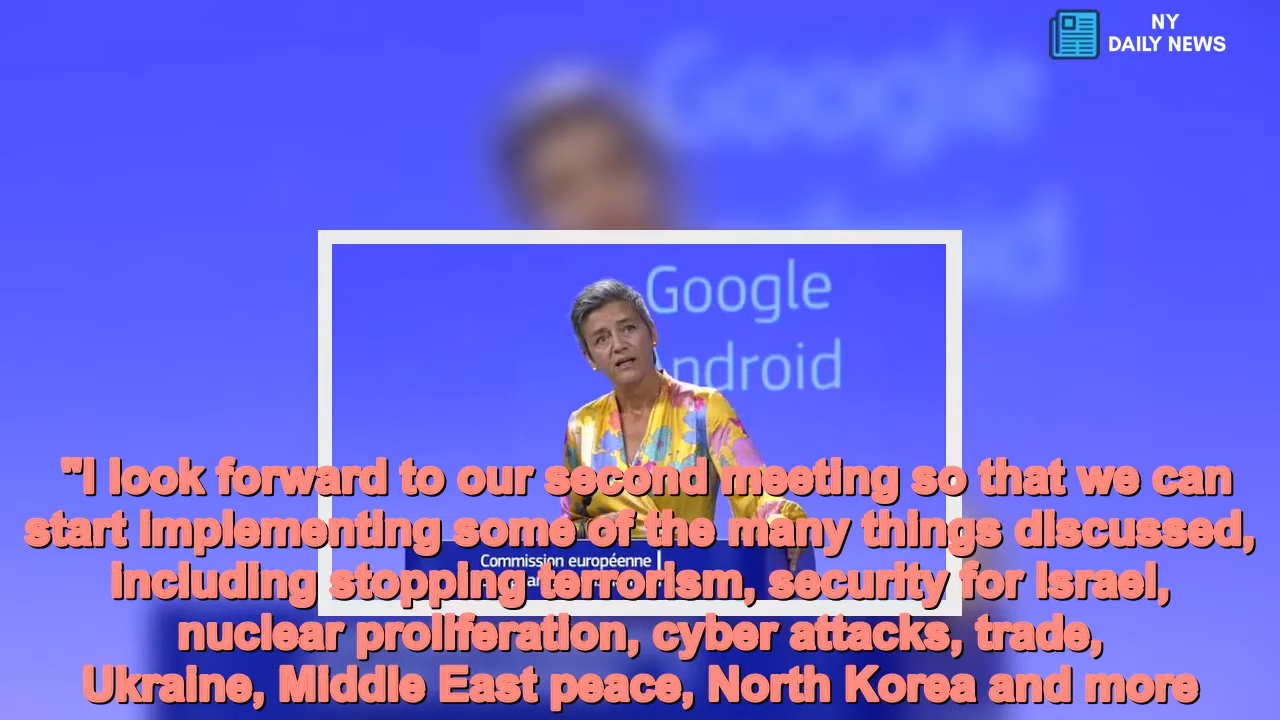 NY
DAILY NEWS
Google
Android
Commission européenne
"I look forward to our second meeting so that we can
start implementing some of the many things discussed,
including stopping terrorism, security for Israel,
nuclear proliferation, cyber attacks, trade,
Ukraine, Middle East peace, North Korea and more